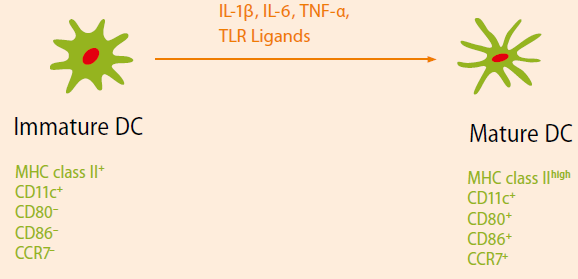 IL-1β, IL-6, TNF-α,
TLR Ligands
Immature DC
MHC class II⁺
CD11c⁺
CD80⁻
CD86⁻
CCR7⁻
Mature DC
MHC class IIʰⁱᵍʰ
CD11c⁺
CD80⁺
CD86⁺
CCR7⁺